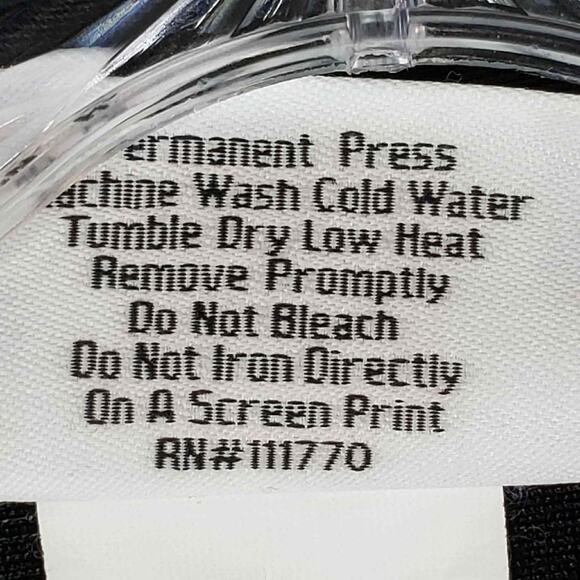 ermanent Press
achine Wash Cold Water
Tumble Dry Low Heat
Remove Promptly
Do Not Bleach
Do Not Iron Directly
On A Screen Print
RN#111770